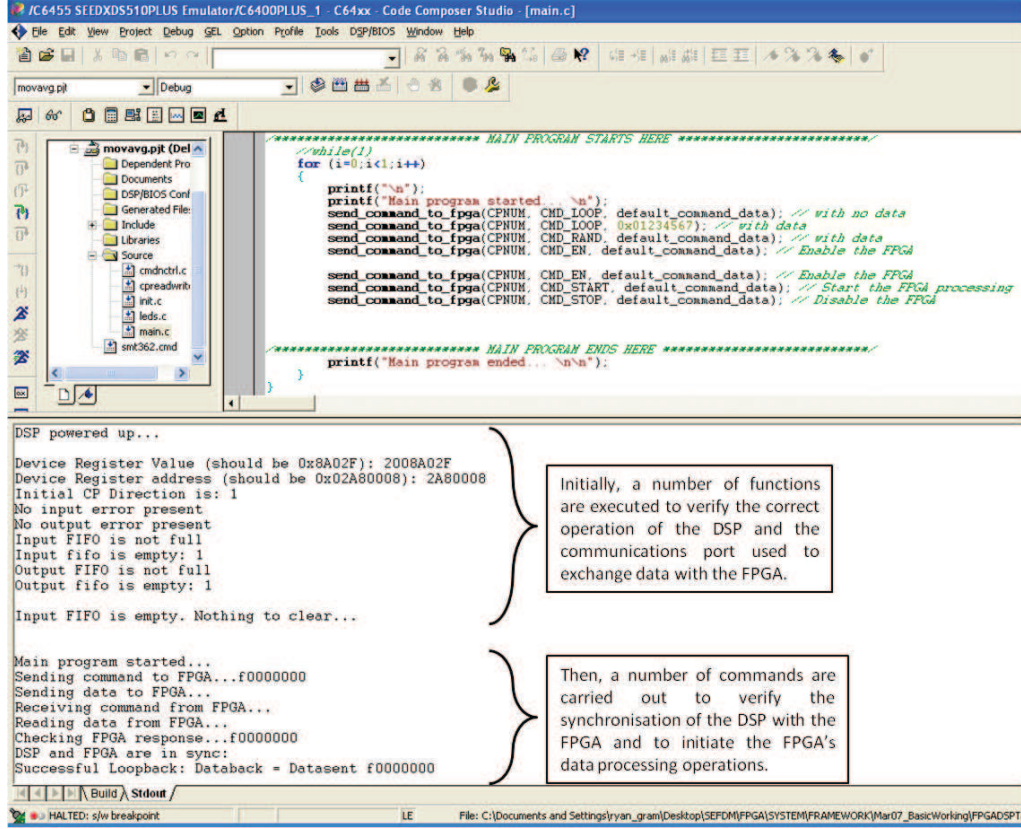 /C6455 SEEDXDS510PLUS Emulator/C6400PLUS_1 - C64xx - Code Composer Studio - [main.c]
File Edit View Project Debug GEL Option Profile Tools DSP/BIOS Window Help
movavg.pjt Debug
movavg.pjt (Del
Dependent Pro
Documents
DSP/BIOS Conf
Generated File:
Include
Libraries
Source
cmdnctrl.c
cpreadwrit
init.c
leds.c
main.c
smt362.cmd
/*************************** MAIN PROGRAM STARTS HERE *************************/
//while(1)
for (i=0;i<1;i++)
{
printf("\n");
printf("Main program started... \n");
send_command_to_fpga(CPNUM, CMD_LOOP, default_command_data); // with no data
send_command_to_fpga(CPNUM, CMD_LOOP, 0x01234567); // with data
send_command_to_fpga(CPNUM, CMD_RAND, default_command_data); // with data
send_command_to_fpga(CPNUM, CMD_EN, default_command_data); // Enable the FPGA
send_command_to_fpga(CPNUM, CMD_EN, default_command_data); // Enable the FPGA
send_command_to_fpga(CPNUM, CMD_START, default_command_data); // Start the FPGA processing
send_command_to_fpga(CPNUM, CMD_STOP, default_command_data); // Disable the FPGA
/*************************** MAIN PROGRAM ENDS HERE ***************************/
printf("Main program ended... \n\n");
}
}
DSP powered up...
Device Register Value (should be 0x8A02F): 2008A02F
Device Register address (should be 0x02A80008): 2A80008
Initial CP Direction is: 1
No input error present
No output error present
Input FIFO is not full
Input fifo is empty: 1
Output FIFO is not full
Output fifo is empty: 1
Input FIFO is empty. Nothing to clear...
Initially, a number of functions
are executed to verify the correct
operation of the DSP and the
communications port used to
exchange data with the FPGA.
Main program started...
Sending command to FPGA...f0000000
Sending data to FPGA...
Receiving command from FPGA...
Reading data from FPGA...
Checking FPGA response...f0000000
DSP and FPGA are in sync:
Successful Loopback: Databack = Datasent f0000000
Then, a number of commands are
carried out to verify the
synchronisation of the DSP with the
FPGA and to initiate the FPGA's
data processing operations.
Build Stdout
HALTED: s/w breakpoint LE File: C:\Documents and Settings\ryan_gram\Desktop\SEFDM\FPGA\SYSTEM\FRAMEWORK\Mar07_BasicWorking\FPGADSPT